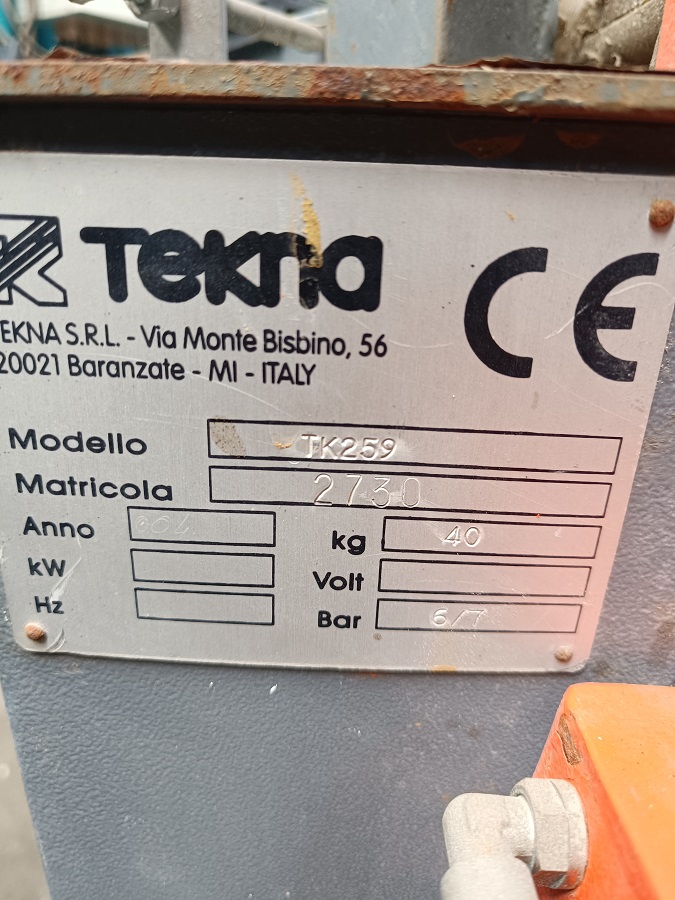 Tekna
CE
EKNA S.R.L. - Via Monte Bisbino, 56
20021 Baranzate - MI - ITALY
Modello TK259
Matricola 2730
Anno kg 40
kW Volt
Hz Bar 6/7